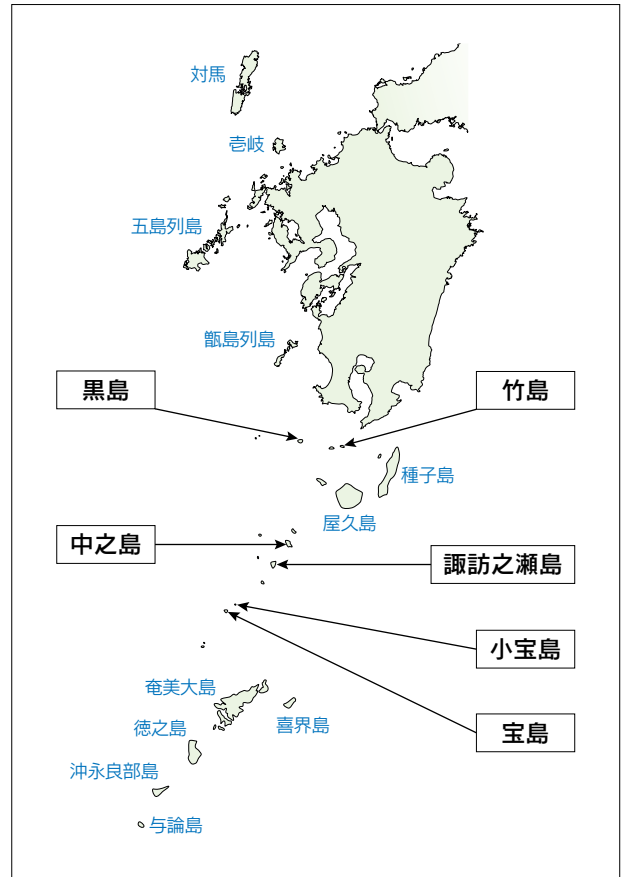 対馬
壱岐
五島列島
甑島列島
黒島
竹島
種子島
屋久島
中之島
諏訪之瀬島
小宝島
奄美大島
喜界島
宝島
徳之島
沖永良部島
与論島